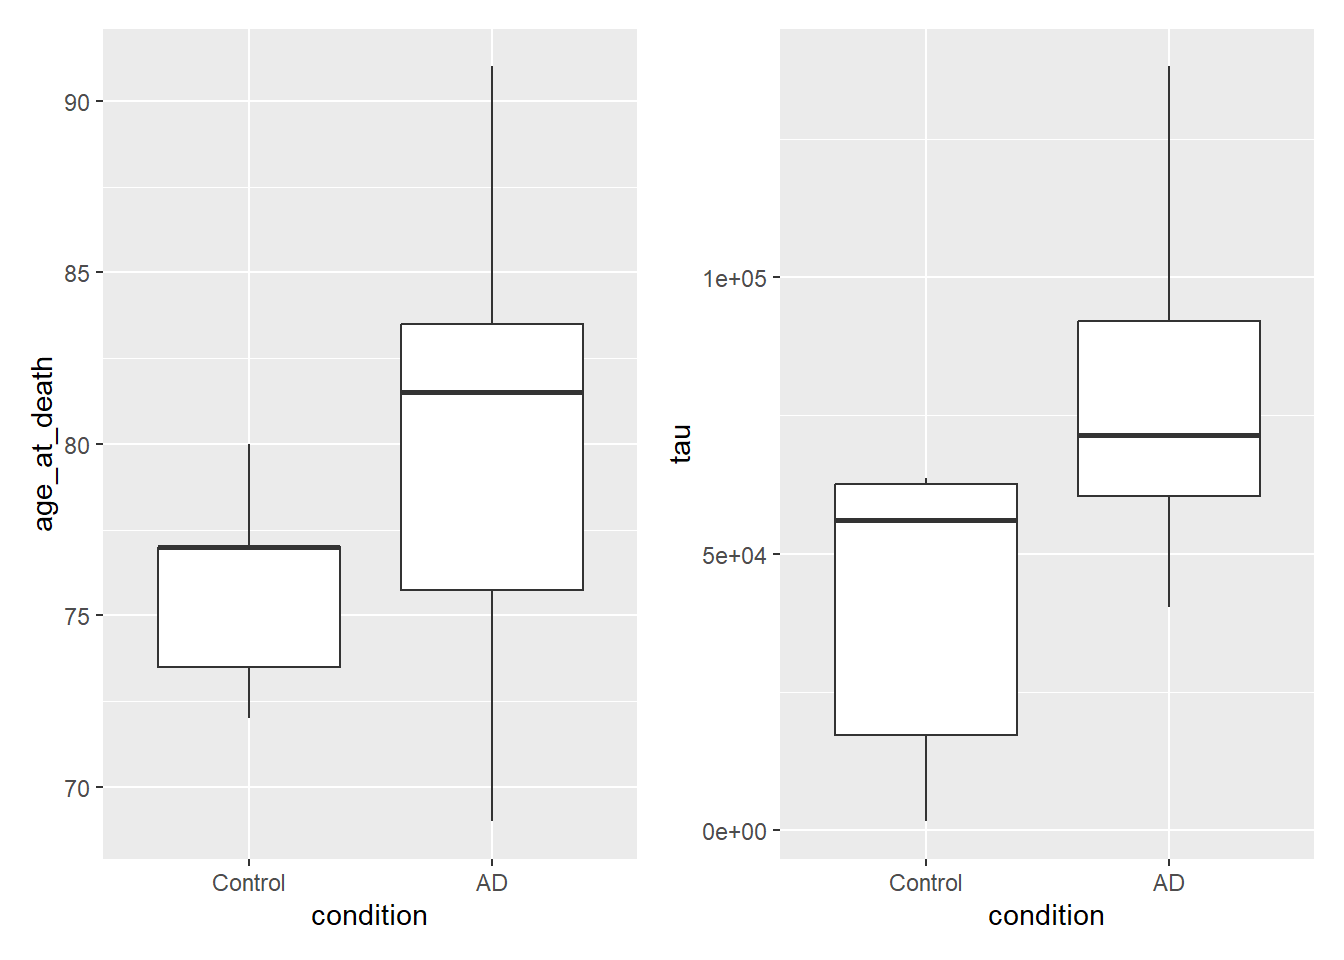 age_at_death
90
85
80
75
70
Control
AD
condition
tau
1e+05
5e+04
0e+00
Control
AD
condition